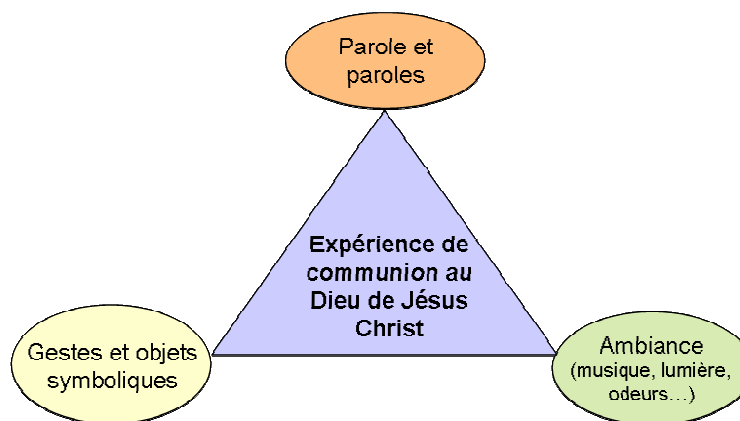 Parole et
paroles
Expérience de
communion au
Dieu de Jésus
Christ
Gestes et objets
symboliques
Ambiance
(musique, lumière,
odeurs…)